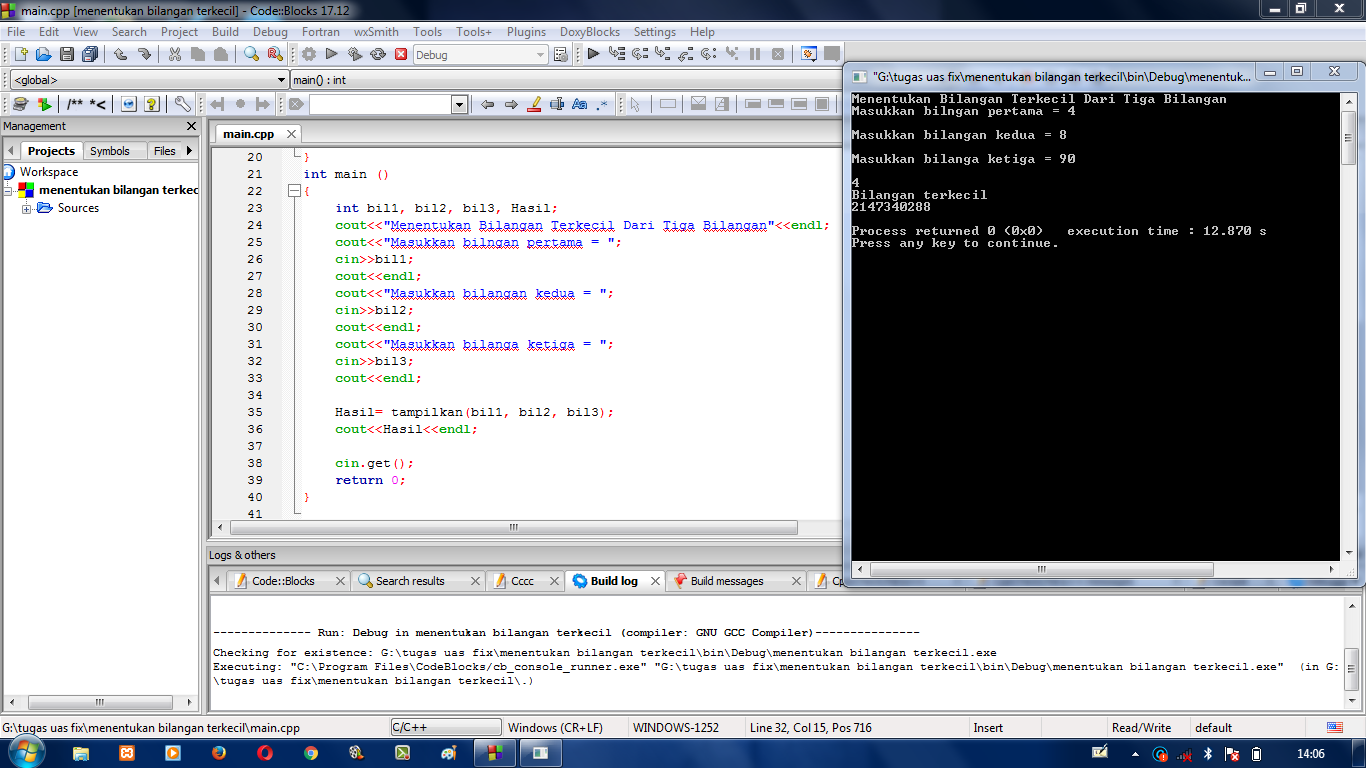 main.cpp [menentukan bilangan terkecil] - Code::Blocks 17.12
File Edit View Search Project Build Debug Fortran wxSmith Tools Tools+ Plugins DoxyBlocks Settings Help
Debug
<global>
main() : int
/** *<
Aa .*
Management
Projects Symbols Files
Workspace
menentukan bilangan terkec
Sources
main.cpp
20 }
21 int main ()
22 {
23 int bil1, bil2, bil3, Hasil;
24 cout<<"Menentukan Bilangan Terkecil Dari Tiga Bilangan"<<endl;
25 cout<<"Masukkan bilngan pertama = ";
26 cin>>bil1;
27 cout<<endl;
28 cout<<"Masukkan bilangan kedua = ";
29 cin>>bil2;
30 cout<<endl;
31 cout<<"Masukkan bilanga ketiga = ";
32 cin>>bil3;
33 cout<<endl;
34
35 Hasil= tampilkan(bil1, bil2, bil3);
36 cout<<Hasil<<endl;
37
38 cin.get();
39 return 0;
40 }
41
"G:\tugas uas fix\menentukan bilangan terkecil\bin\Debug\menentuk...
Menentukan Bilangan Terkecil Dari Tiga Bilangan
Masukkan bilngan pertama = 4
Masukkan bilangan kedua = 8
Masukkan bilanga ketiga = 90
4
Bilangan terkecil
2147340288
Process returned 0 (0x0) execution time : 12.870 s
Press any key to continue.
Logs & others
Code::Blocks Search results Cccc Build log Build messages
-------------- Run: Debug in menentukan bilangan terkecil (compiler: GNU GCC Compiler)---------------
Checking for existence: G:\tugas uas fix\menentukan bilangan terkecil\bin\Debug\menentukan bilangan terkecil.exe
Executing: "C:\Program Files\CodeBlocks/cb_console_runner.exe" "G:\tugas uas fix\menentukan bilangan terkecil\bin\Debug\menentukan bilangan terkecil.exe" (in G:
\tugas uas fix\menentukan bilangan terkecil\.)
G:\tugas uas fix\menentukan bilangan terkecil\main.cpp C/C++ Windows (CR+LF) WINDOWS-1252 Line 32, Col 15, Pos 716 Insert Read/Write default
14:06